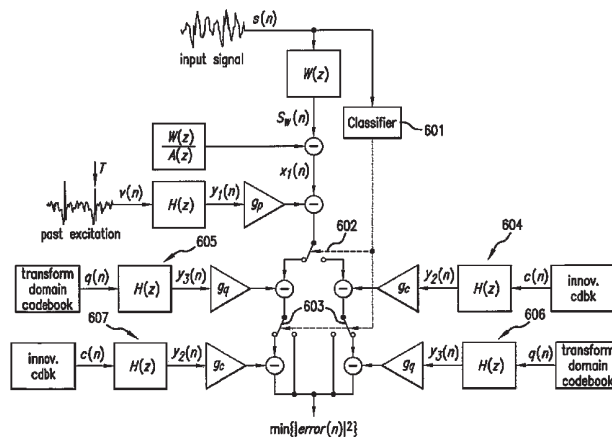 s(n)
input signal
W(z)
Classifier
601
S_W(n)
W(z)
A(z)
x_1(n)
T
v(n)
H(z)
y_1(n)
g_p
past excitation
602
605
604
transform
domain
codebook
q(n)
H(z)
y_3(n)
g_q
g_c
y_2(n)
H(z)
c(n)
innov.
cdbk
607
603
606
innov.
cdbk
c(n)
H(z)
y_2(n)
g_c
g_q
y_3(n)
H(z)
q(n)
transform
domain
codebook
min{|error(n)|²}